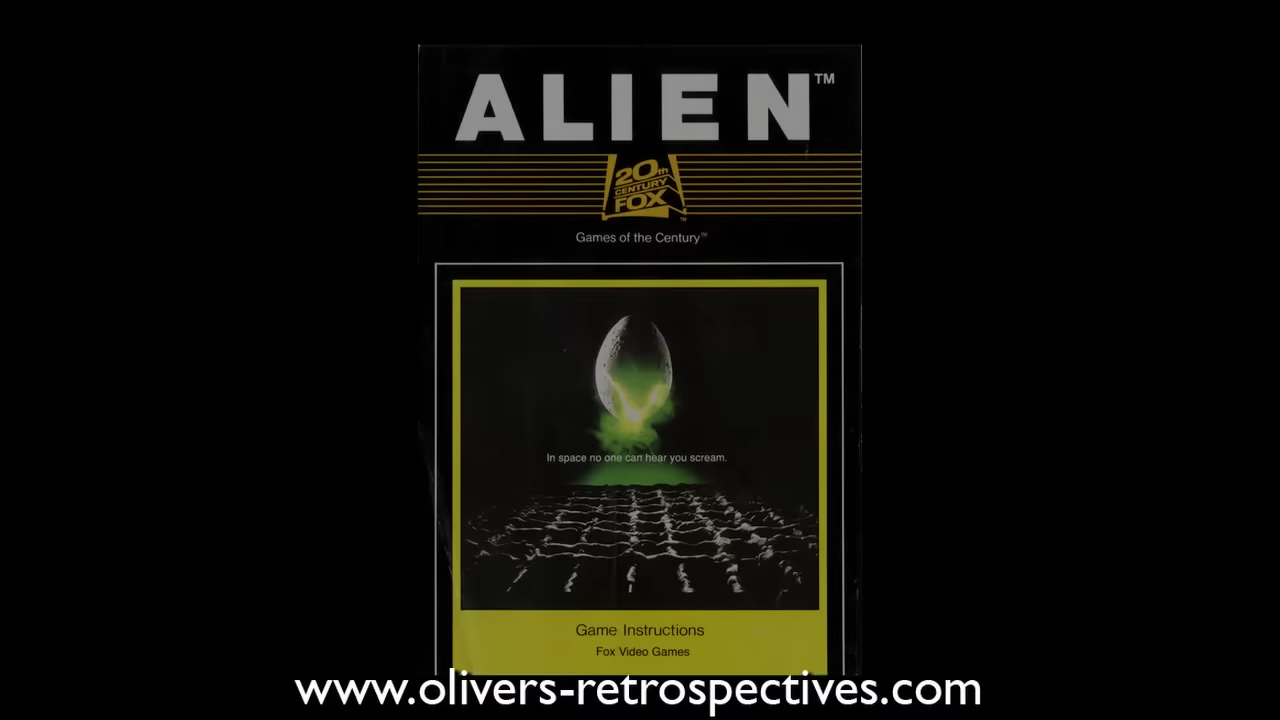 ALIEN™
20th
CENTURY
FOX™
Games of the Century™
In space no one can hear you scream.
Game Instructions
Fox Video Games
www.olivers-retrospectives.com